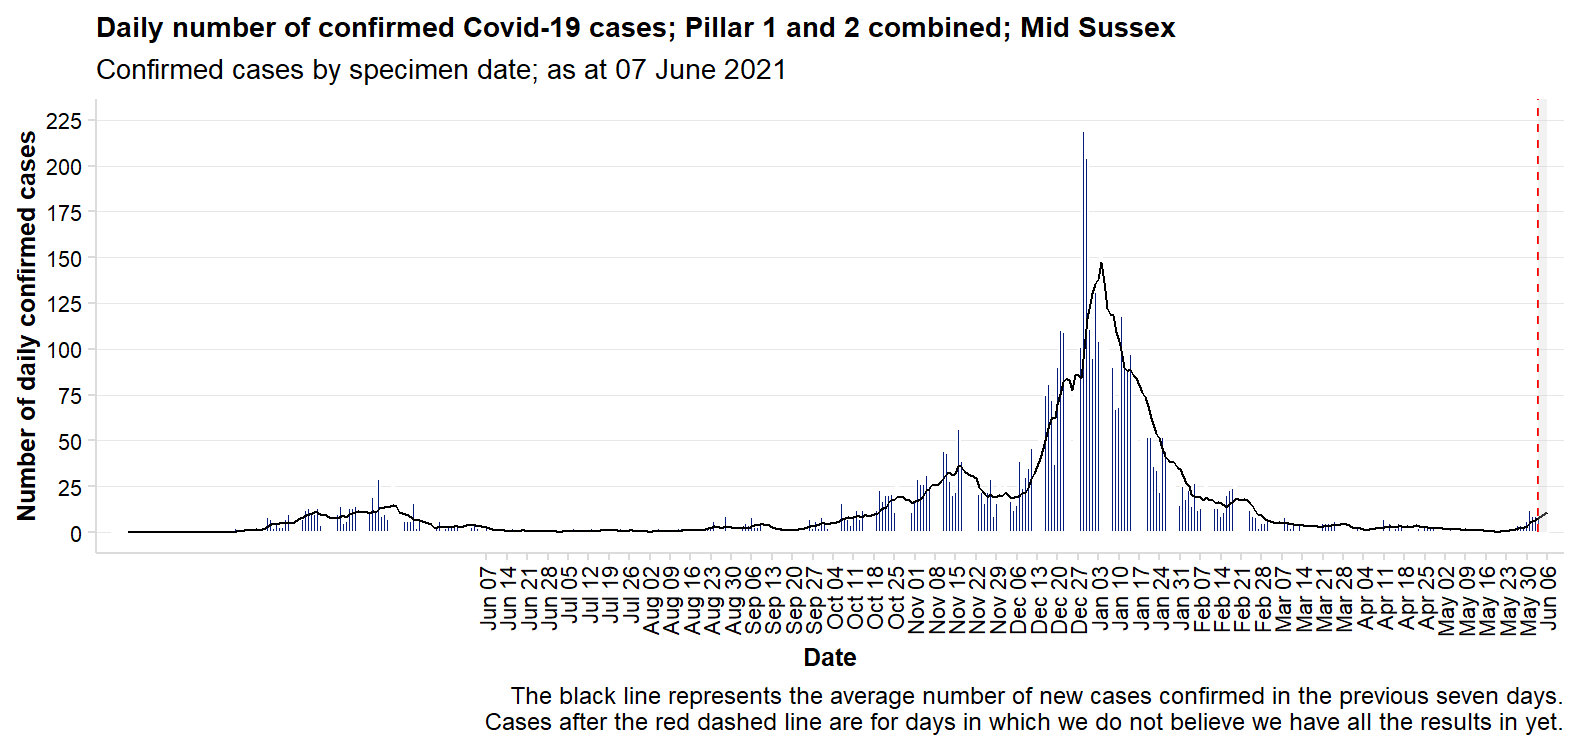 Daily number of confirmed Covid-19 cases; Pillar 1 and 2 combined; Mid Sussex
Confirmed cases by specimen date; as at 07 June 2021
Number of daily confirmed cases
225
200
175
150
125
100
75
50
25
0
Jun 07
Jun 14
Jun 21
Jun 28
Jul 05
Jul 12
Jul 19
Jul 26
Aug 02
Aug 09
Aug 16
Aug 23
Aug 30
Sep 06
Sep 13
Sep 20
Sep 27
Oct 04
Oct 11
Oct 18
Oct 25
Nov 01
Nov 08
Nov 15
Nov 22
Nov 29
Dec 06
Dec 13
Dec 20
Dec 27
Jan 03
Jan 10
Jan 17
Jan 24
Jan 31
Feb 07
Feb 14
Feb 21
Feb 28
Mar 07
Mar 14
Mar 21
Mar 28
Apr 04
Apr 11
Apr 18
Apr 25
May 02
May 09
May 16
May 23
May 30
Jun 06
Date
The black line represents the average number of new cases confirmed in the previous seven days.
Cases after the red dashed line are for days in which we do not believe we have all the results in yet.